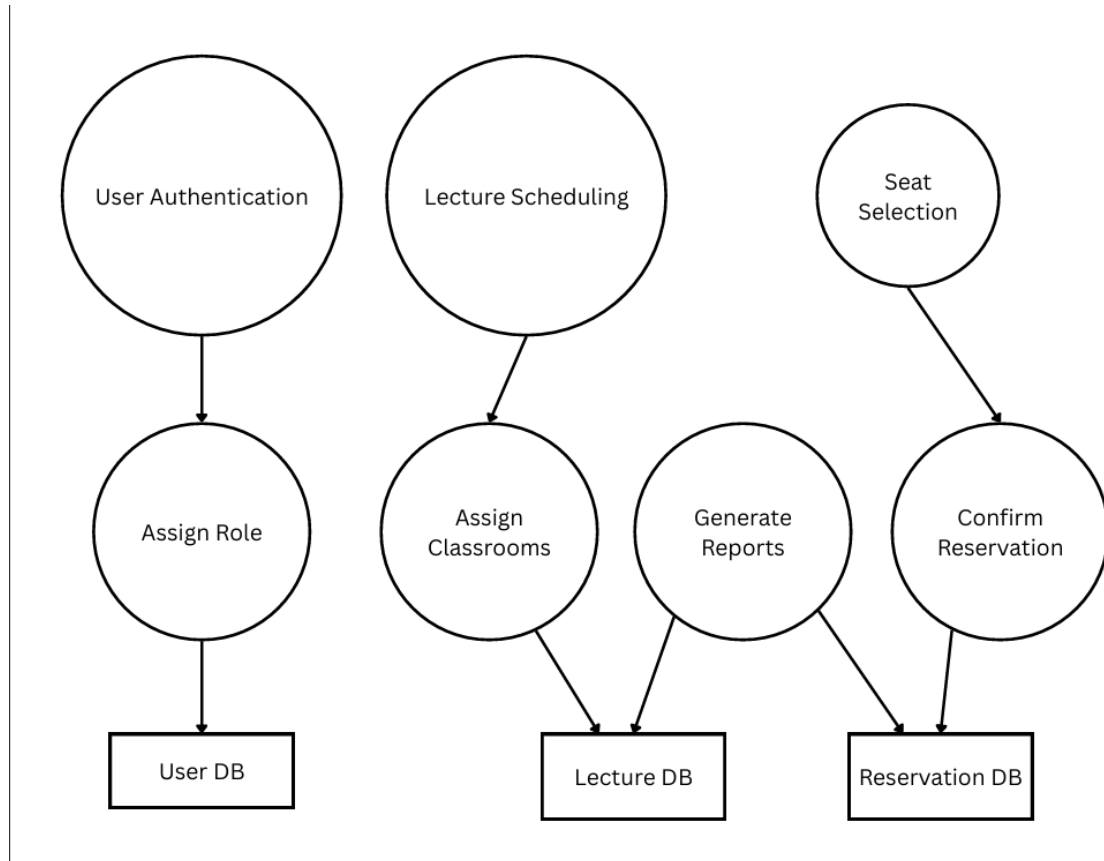 User Authentication
Lecture Scheduling
Seat
Selection
Assign Role
Assign
Classrooms
Generate
Reports
Confirm
Reservation
User DB
Lecture DB
Reservation DB